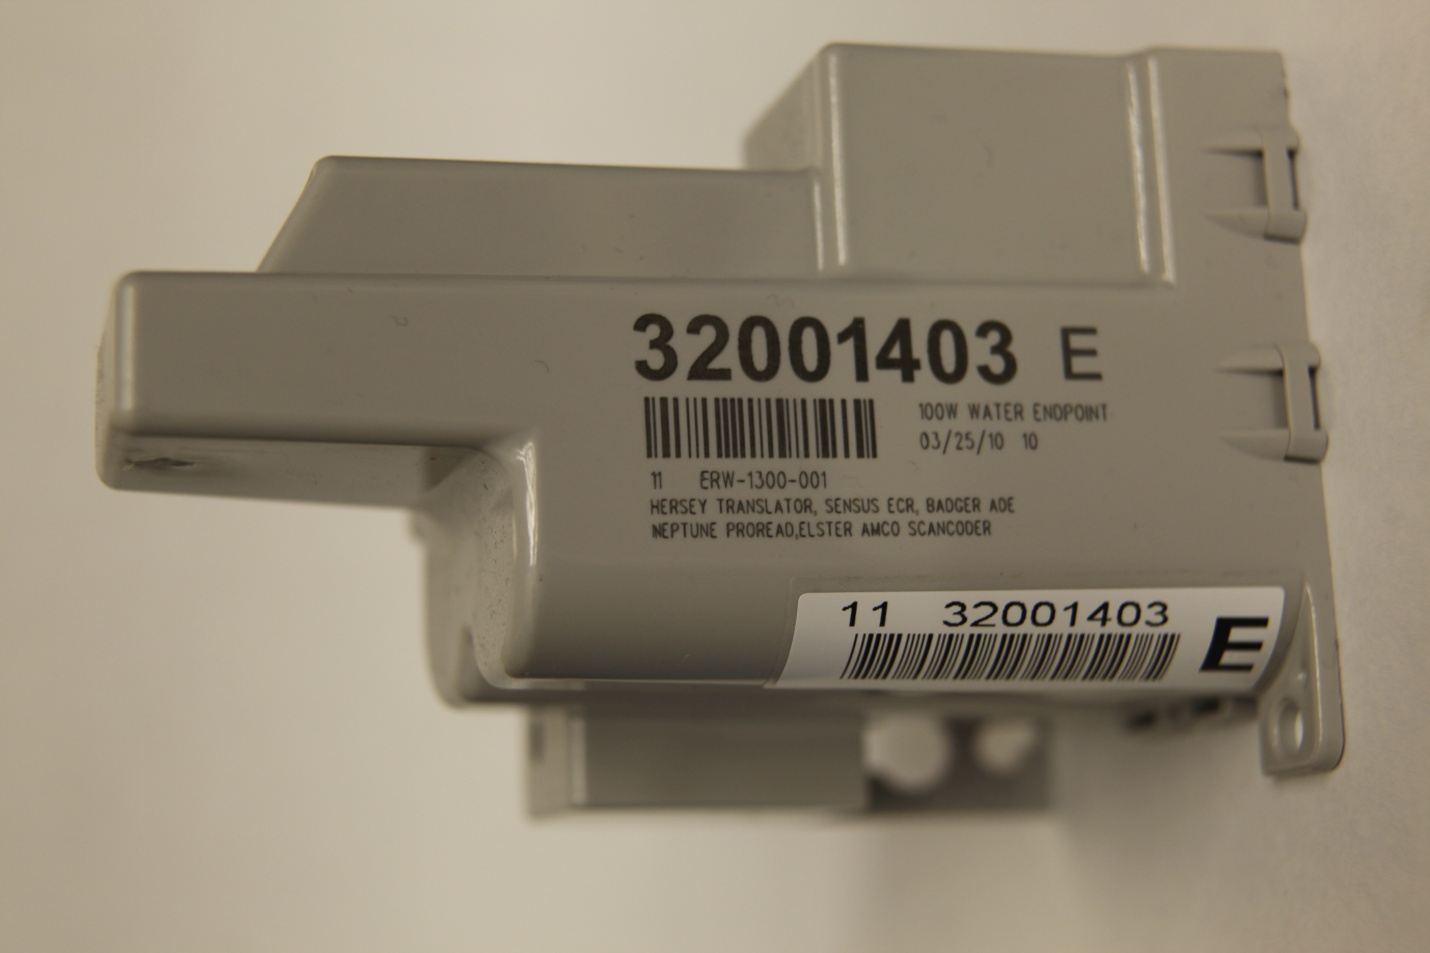 32001403 E
100W WATER ENDPOINT
03/25/10 10
11 ERW-1300-001
HERSEY TRANSLATOR, SENSUS ECR, BADGER ADE
NEPTUNE PROREAD,ELSTER AMCO SCANCODER
11 32001403 E